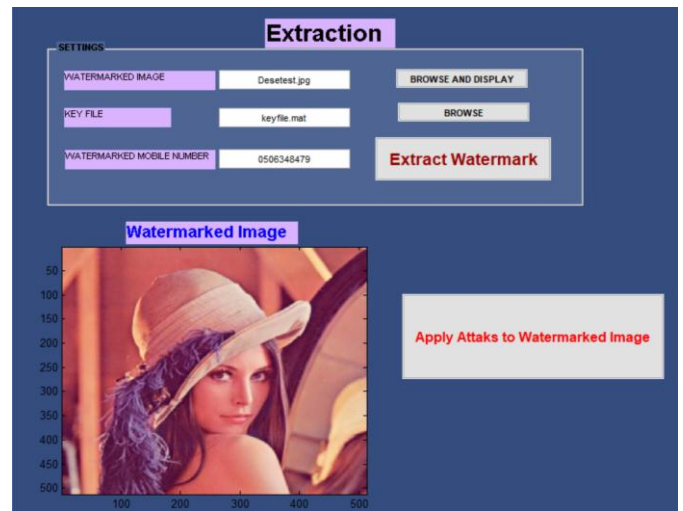 Extraction
SETTINGS
WATERMARKED IMAGE Desetest.jpg BROWSE AND DISPLAY
KEY FILE keyfile.mat BROWSE
WATERMARKED MOBILE NUMBER 0506348479 Extract Watermark
Watermarked Image
50
100
150
200
250
300
350
400
450
500
100 200 300 400 500
Apply Attaks to Watermarked Image